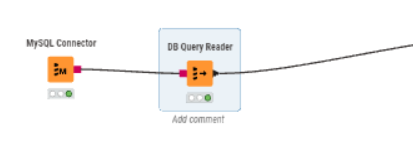 MySQL Connector
DB Query Reader
M
Add comment